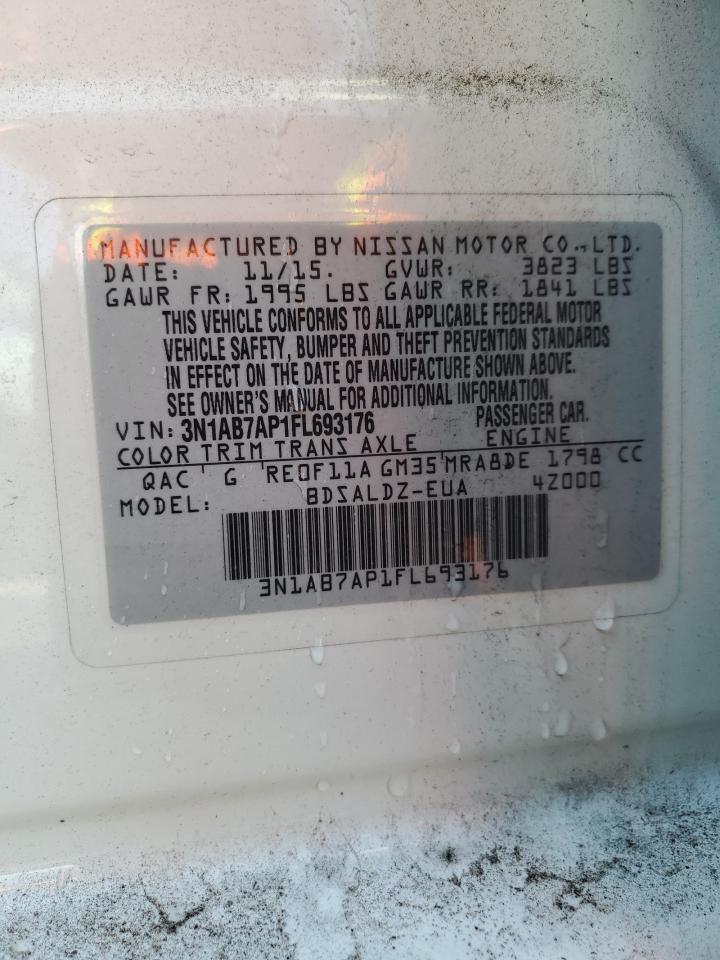 MANUFACTURED BY NISSAN MOTOR CO., LTD.
DATE: 11/15. GVWR: 3823 LBS
GAWR FR: 1995 LBS GAWR RR: 1841 LBS
THIS VEHICLE CONFORMS TO ALL APPLICABLE FEDERAL MOTOR
VEHICLE SAFETY, BUMPER AND THEFT PREVENTION STANDARDS
IN EFFECT ON THE DATE OF MANUFACTURE SHOWN ABOVE.
SEE OWNER'S MANUAL FOR ADDITIONAL INFORMATION.
VIN: 3N1AB7AP1FL693176 PASSENGER CAR.
COLOR TRIM TRANS AXLE ENGINE
QAC G RE0F11A GM35 MRA8DE 1798 CC
MODEL: BDSALDZ-EUA 4Z000
3N1AB7AP1FL693176